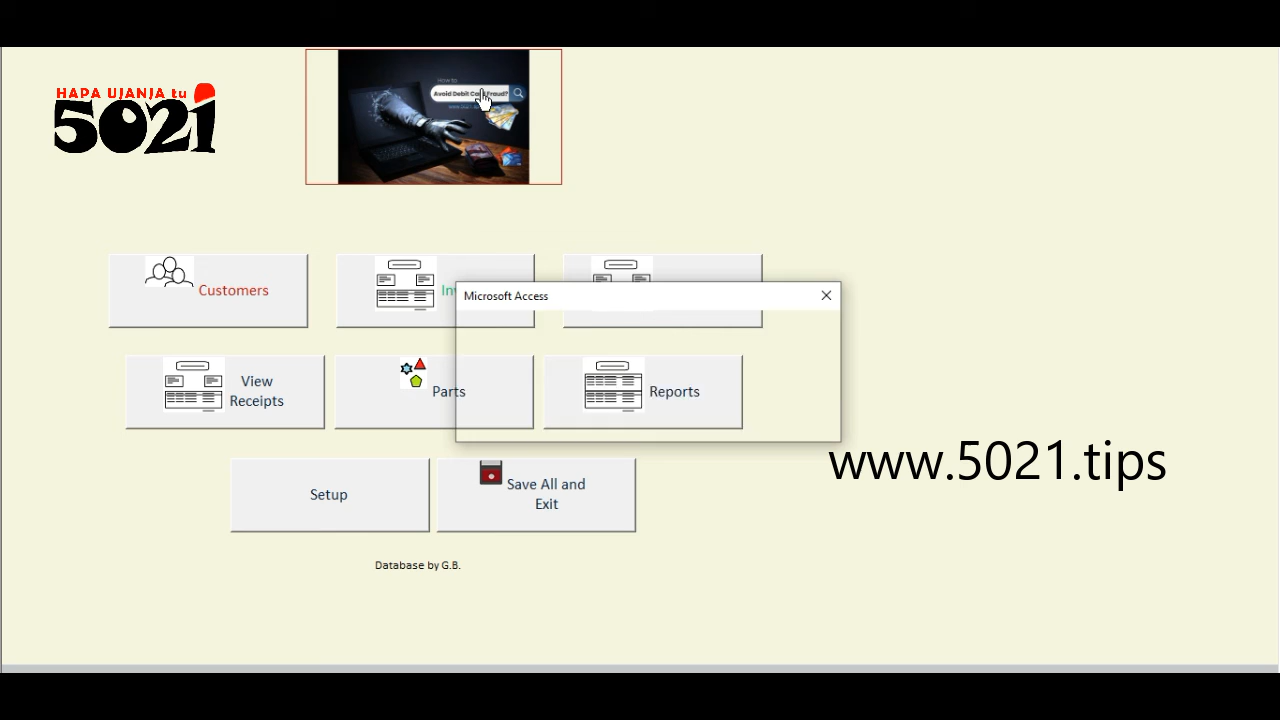 HAPA UJANJA tu
5021
How to
Avoid Debit Card Fraud?
Customers
Microsoft Access
View
Receipts
Parts
Reports
www.5021.tips
Setup
Save All and
Exit
Database by G.B.